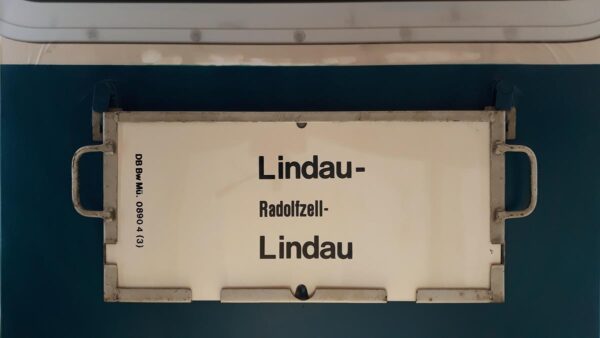 DB Bw Mü. 0890 4 (3)
Lindau-
Radolfzell-
Lindau